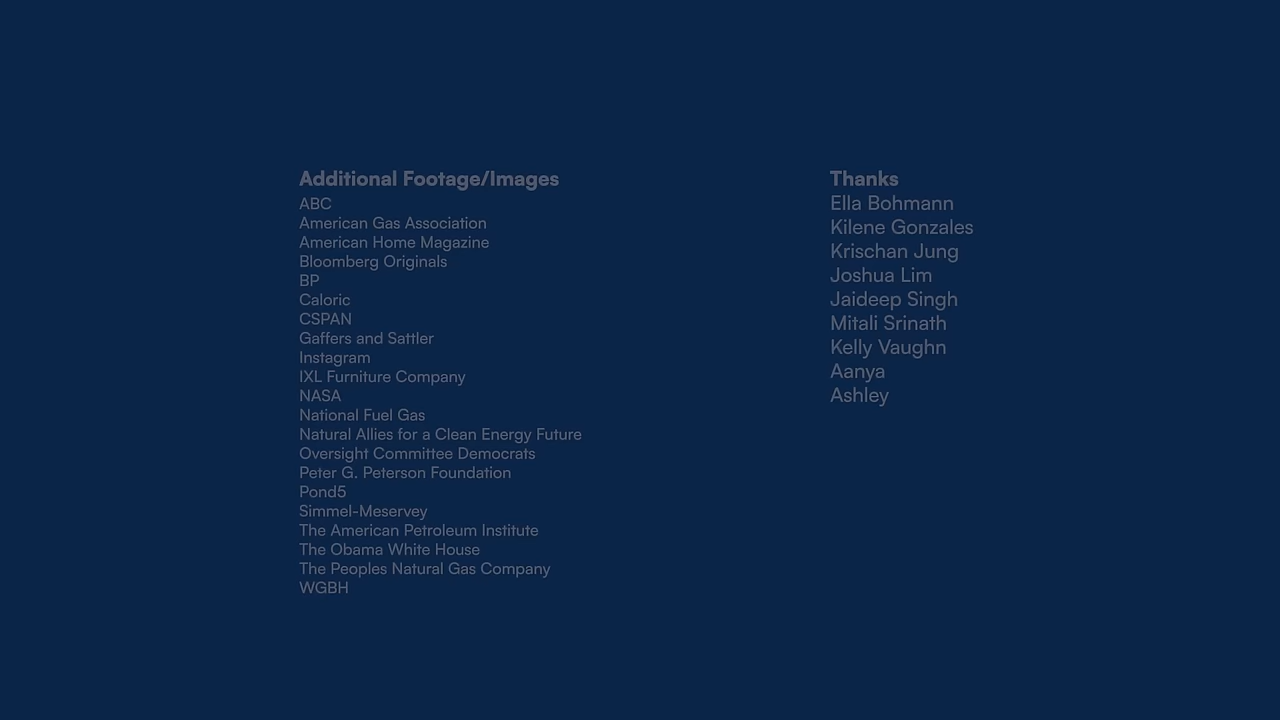 Additional Footage/Images
ABC
American Gas Association
American Home Magazine
Bloomberg Originals
BP
Caloric
CSPAN
Gaffers and Sattler
Instagram
IXL Furniture Company
NASA
National Fuel Gas
Natural Allies for a Clean Energy Future
Oversight Committee Democrats
Peter G. Peterson Foundation
Pond5
Simmel-Meservey
The American Petroleum Institute
The Obama White House
The Peoples Natural Gas Company
WGBH
Thanks
Ella Bohmann
Kilene Gonzales
Krischan Jung
Joshua Lim
Jaideep Singh
Mitali Srinath
Kelly Vaughn
Aanya
Ashley